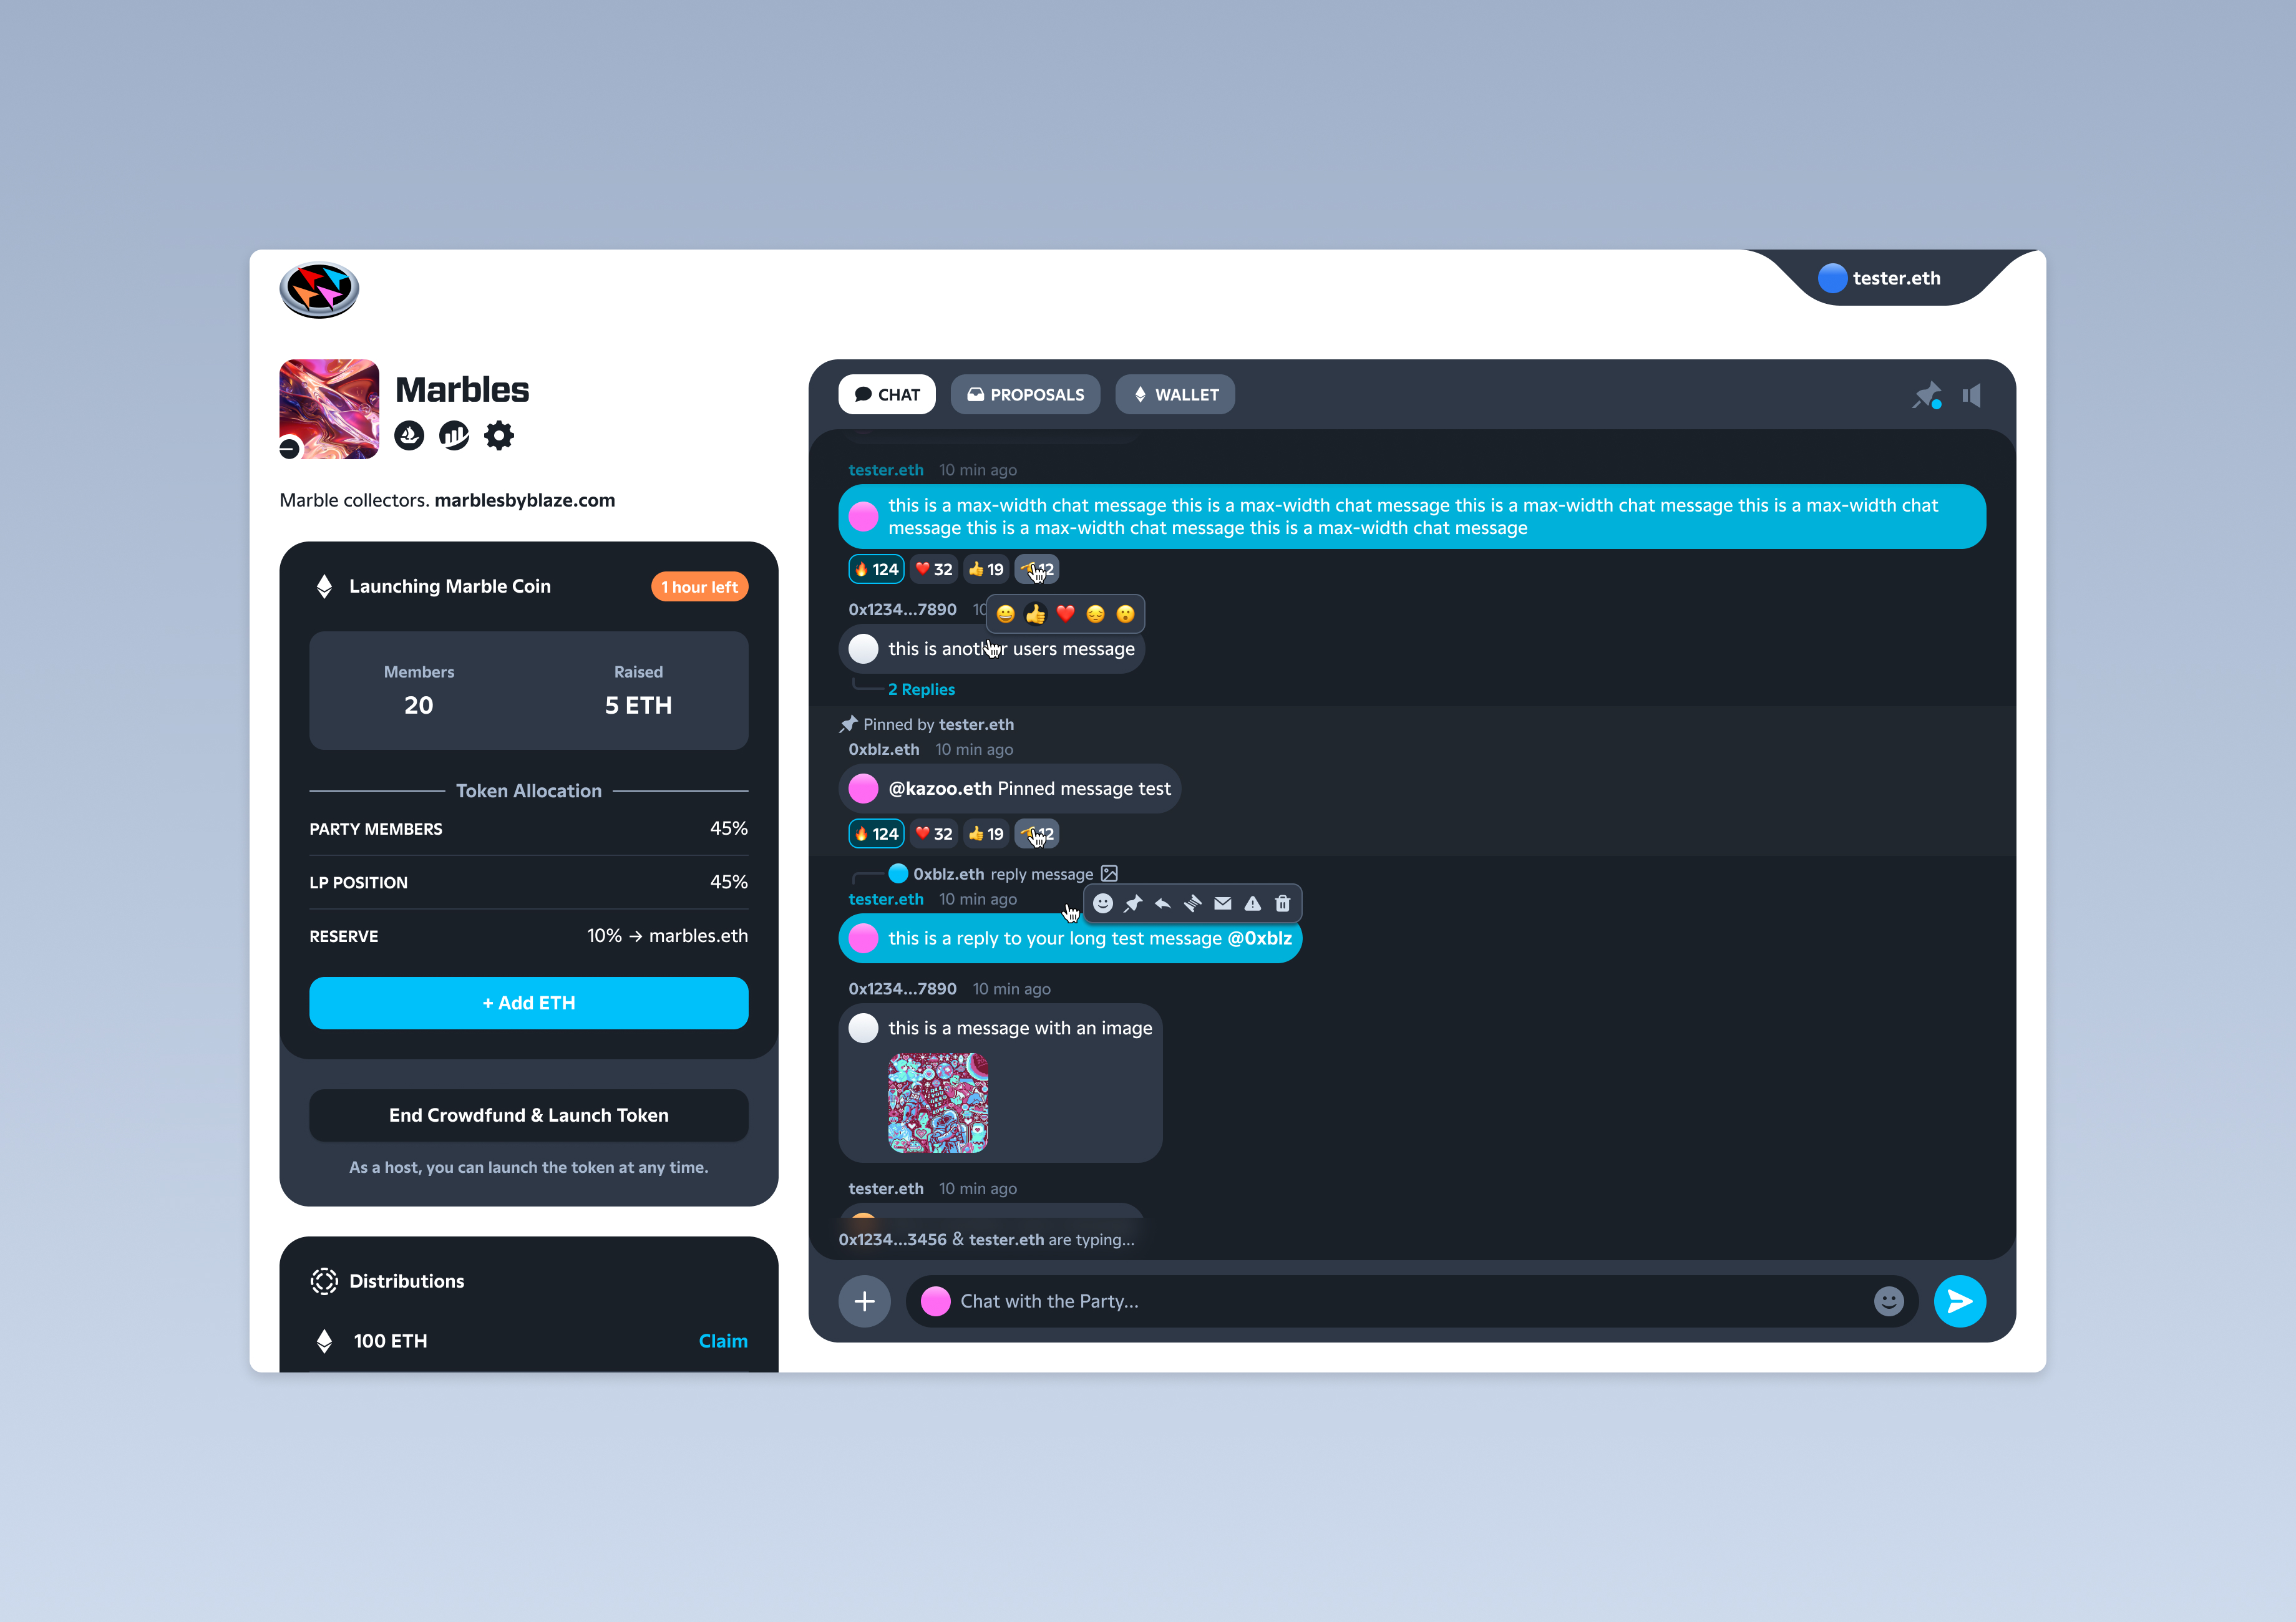 tester.eth
Marbles
Marble collectors. marblesbyblaze.com
Launching Marble Coin
1 hour left
Members
20
Raised
5 ETH
Token Allocation
PARTY MEMBERS 45%
LP POSITION 45%
RESERVE 10% → marbles.eth
+ Add ETH
End Crowdfund & Launch Token
As a host, you can launch the token at any time.
Distributions
100 ETH Claim
CHAT PROPOSALS WALLET
tester.eth 10 min ago
this is a max-width chat message this is a max-width chat message this is a max-width chat message this is a max-width chat
message this is a max-width chat message this is a max-width chat message
124 32 19 12
0x1234...7890 10
this is another users message
2 Replies
Pinned by tester.eth
0xblz.eth 10 min ago
@kazoo.eth Pinned message test
124 32 19 12
0xblz.eth reply message
tester.eth 10 min ago
this is a reply to your long test message @0xblz
0x1234...7890 10 min ago
this is a message with an image
tester.eth 10 min ago
0x1234...3456 & tester.eth are typing...
Chat with the Party...